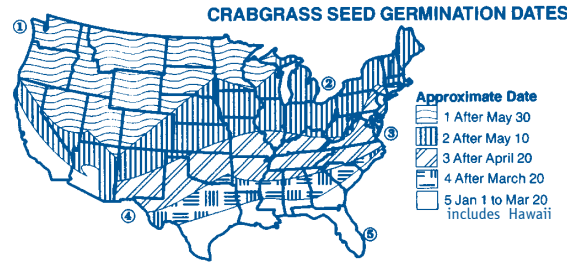 CRABGRASS SEED GERMINATION DATES
①
②
③
④
⑤
Approximate Date
1 After May 30
2 After May 10
3 After April 20
4 After March 20
5 Jan 1 to Mar 20
includes Hawaii